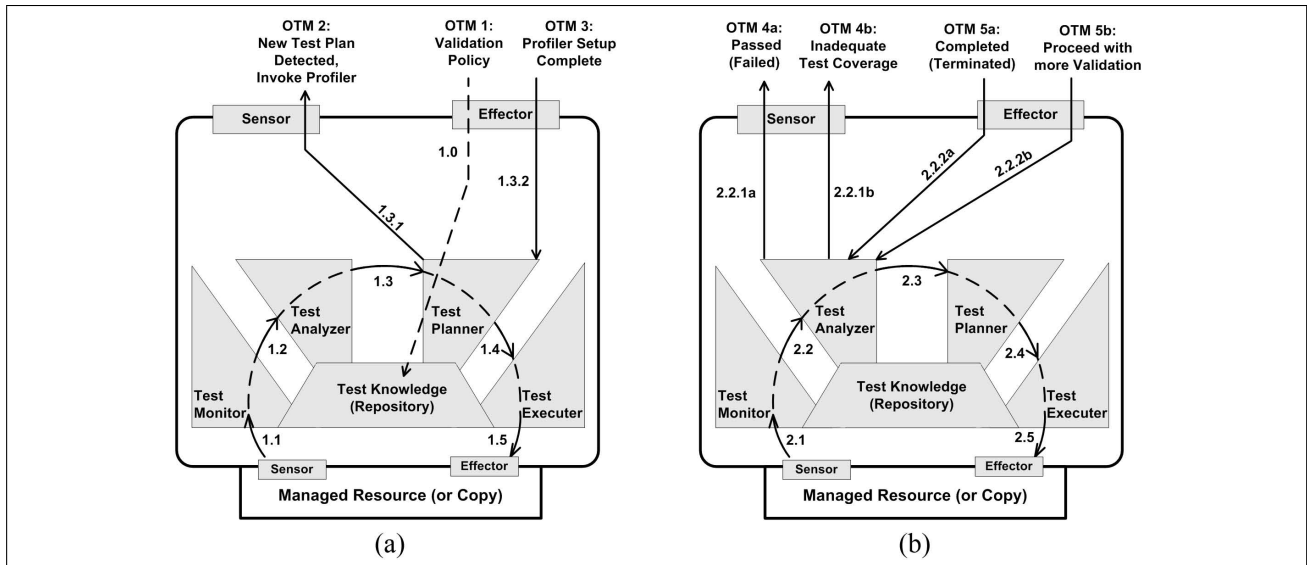 OTM 2:
New Test Plan
Detected,
Invoke Profiler
OTM 1:
Validation
Policy
OTM 3:
Profiler Setup
Complete
Sensor
Effector
1.0
1.3.2
1.3.1
1.3
Test
Analyzer
Test
Planner
1.2
1.4
Test Knowledge
(Repository)
Test
Monitor
Test
Executer
1.1
1.5
Sensor
Effector
Managed Resource (or Copy)
(a)
OTM 4a:
Passed
(Failed)
OTM 4b:
Inadequate
Test Coverage
OTM 5a:
Completed
(Terminated)
OTM 5b:
Proceed with
more Validation
Sensor
Effector
2.2.1a
2.2.1b
2.2.2a
2.2.2b
2.3
Test
Analyzer
Test
Planner
2.2
2.4
Test Knowledge
(Repository)
Test
Monitor
Test
Executer
2.1
2.5
Sensor
Effector
Managed Resource (or Copy)
(b)